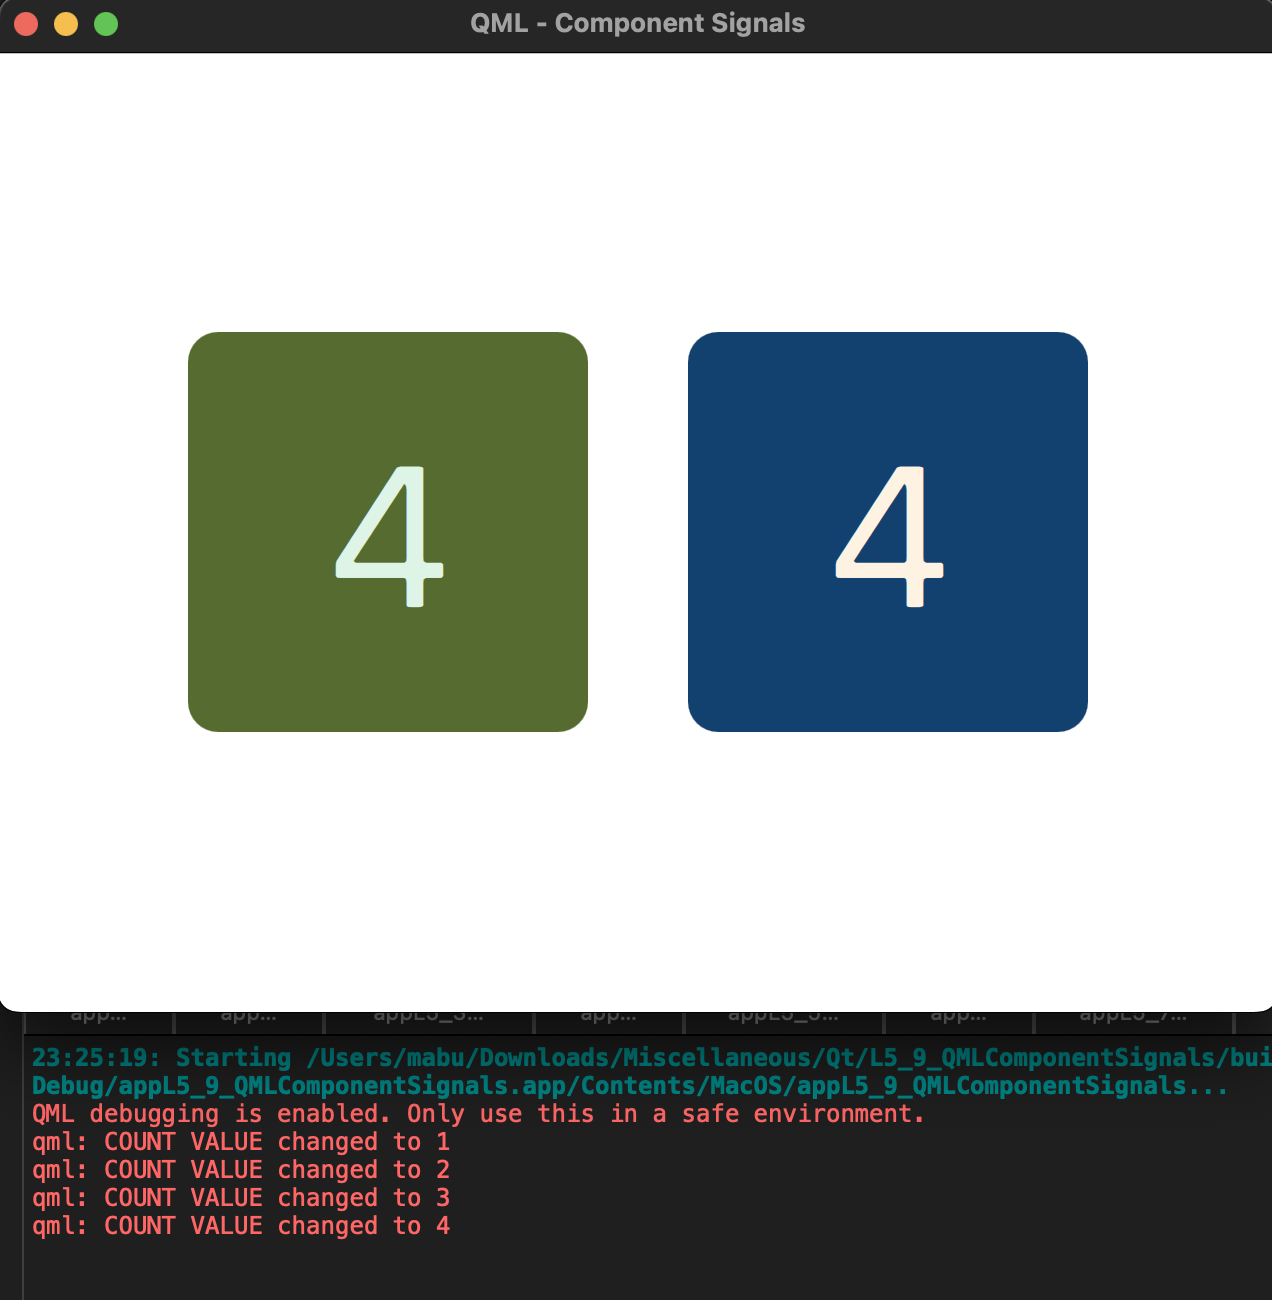 QML - Component Signals
4 4
app... app... appL5_3... app... appL5_5... app... appL5_7...
23:25:19: Starting /Users/mabu/Downloads/Miscellaneous/Qt/L5_9_QMLComponentSignals/bui
Debug/appL5_9_QMLComponentSignals.app/Contents/MacOS/appL5_9_QMLComponentSignals...
QML debugging is enabled. Only use this in a safe environment.
qml: COUNT VALUE changed to 1
qml: COUNT VALUE changed to 2
qml: COUNT VALUE changed to 3
qml: COUNT VALUE changed to 4